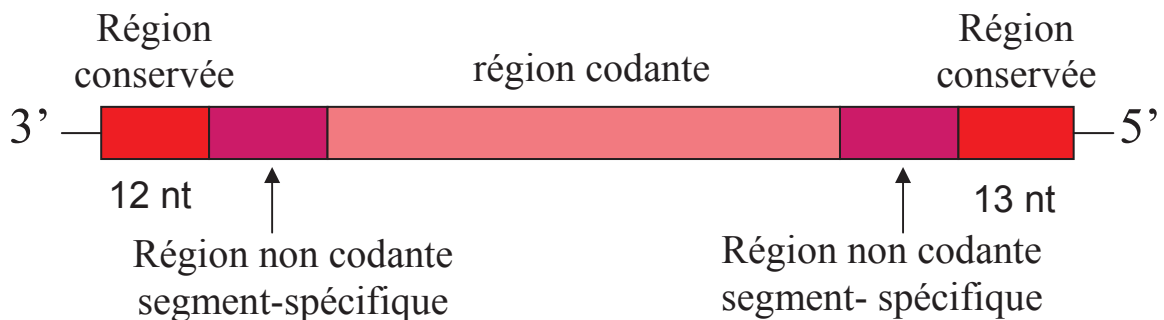 Région
conservée
région codante
Région
conservée
3’
5’
12 nt
13 nt
Région non codante
segment-spécifique
Région non codante
segment- spécifique